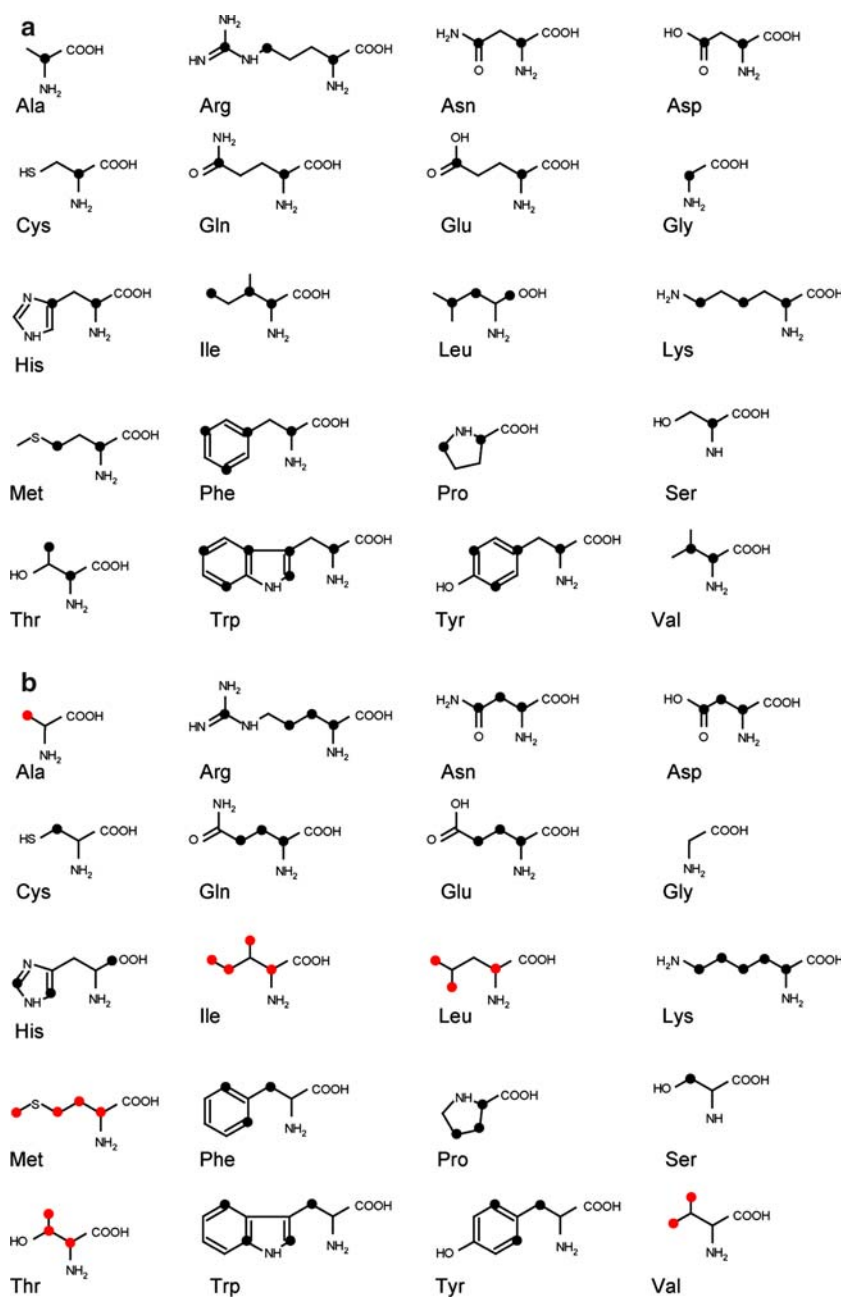 a
COOH
NH2
Ala
NH2
HN
NH
COOH
NH2
Arg
H2N
O
COOH
NH2
Asn
HO
O
COOH
NH2
Asp
HS
COOH
NH2
Cys
NH2
O
COOH
NH2
Gln
OH
O
COOH
NH2
Glu
COOH
NH2
Gly
N
NH
COOH
NH2
His
COOH
NH2
Ile
OOH
NH2
Leu
H2N
COOH
NH2
Lys
S
COOH
NH2
Met
COOH
NH2
Phe
NH
COOH
Pro
HO
COOH
NH
Ser
HO
COOH
NH2
Thr
NH
COOH
NH2
Trp
HO
COOH
NH2
Tyr
COOH
NH2
Val
b
COOH
NH2
Ala
NH2
HN
NH
COOH
NH2
Arg
H2N
O
COOH
NH2
Asn
HO
O
COOH
NH2
Asp
HS
COOH
NH2
Cys
NH2
O
COOH
NH2
Gln
OH
O
COOH
NH2
Glu
COOH
NH2
Gly
N
NH
OOH
NH2
His
COOH
NH2
Ile
COOH
NH2
Leu
H2N
COOH
NH2
Lys
S
COOH
NH2
Met
COOH
NH2
Phe
NH
COOH
Pro
HO
COOH
NH
Ser
HO
COOH
NH2
Thr
NH
COOH
NH2
Trp
HO
COOH
NH2
Tyr
COOH
NH2
Val